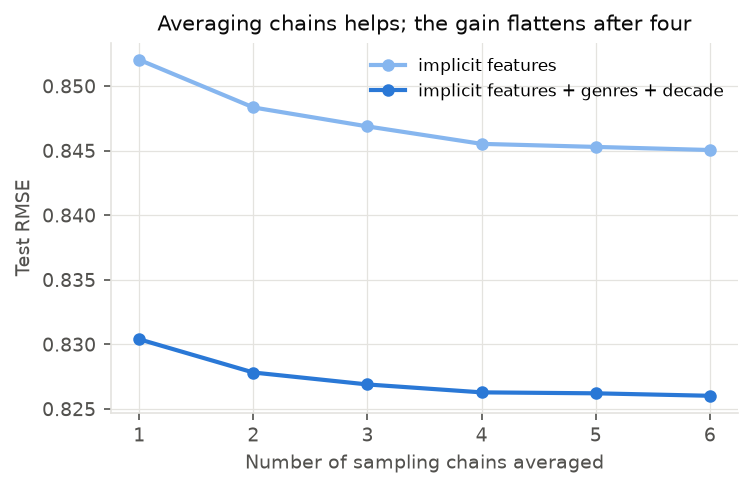 Averaging chains helps; the gain flattens after four
implicit features
implicit features + genres + decade
Test RMSE
0.850
0.845
0.840
0.835
0.830
0.825
1 2 3 4 5 6
Number of sampling chains averaged